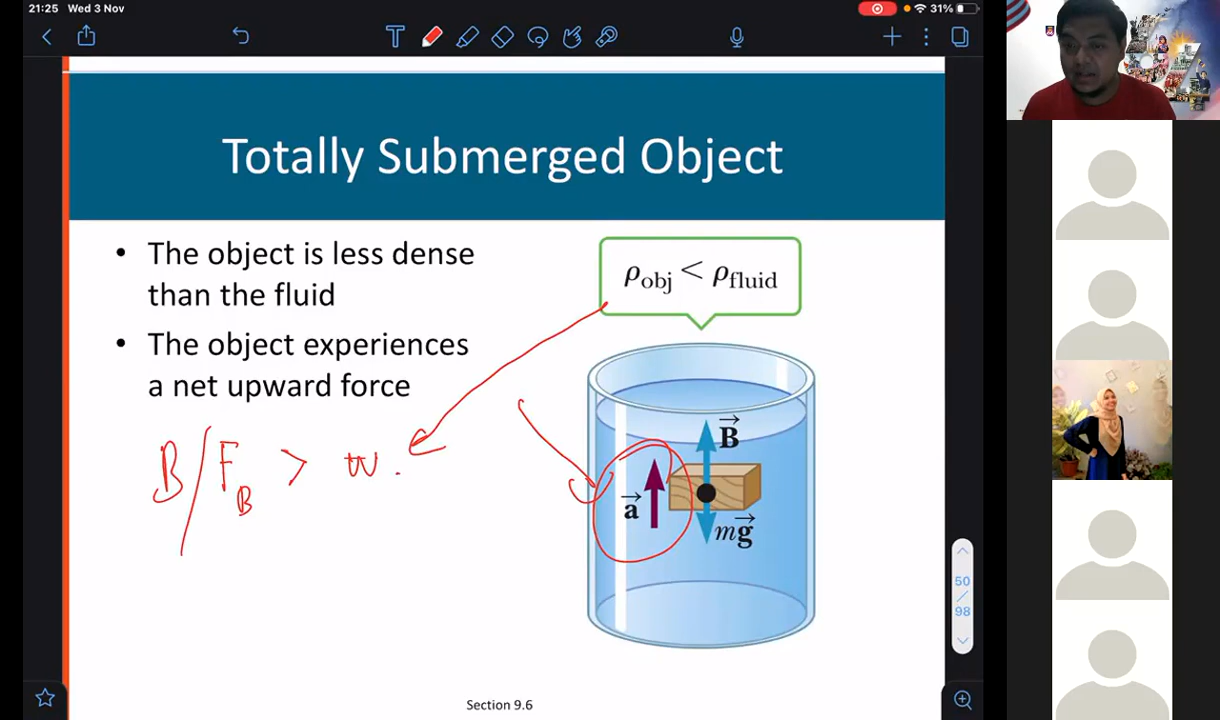 21:25 Wed 3 Nov
31%
Totally Submerged Object
• The object is less dense
than the fluid
• The object experiences
a net upward force
ρobj < ρfluid
B / FB > w.
B
a
mg
50
/
98
Section 9.6